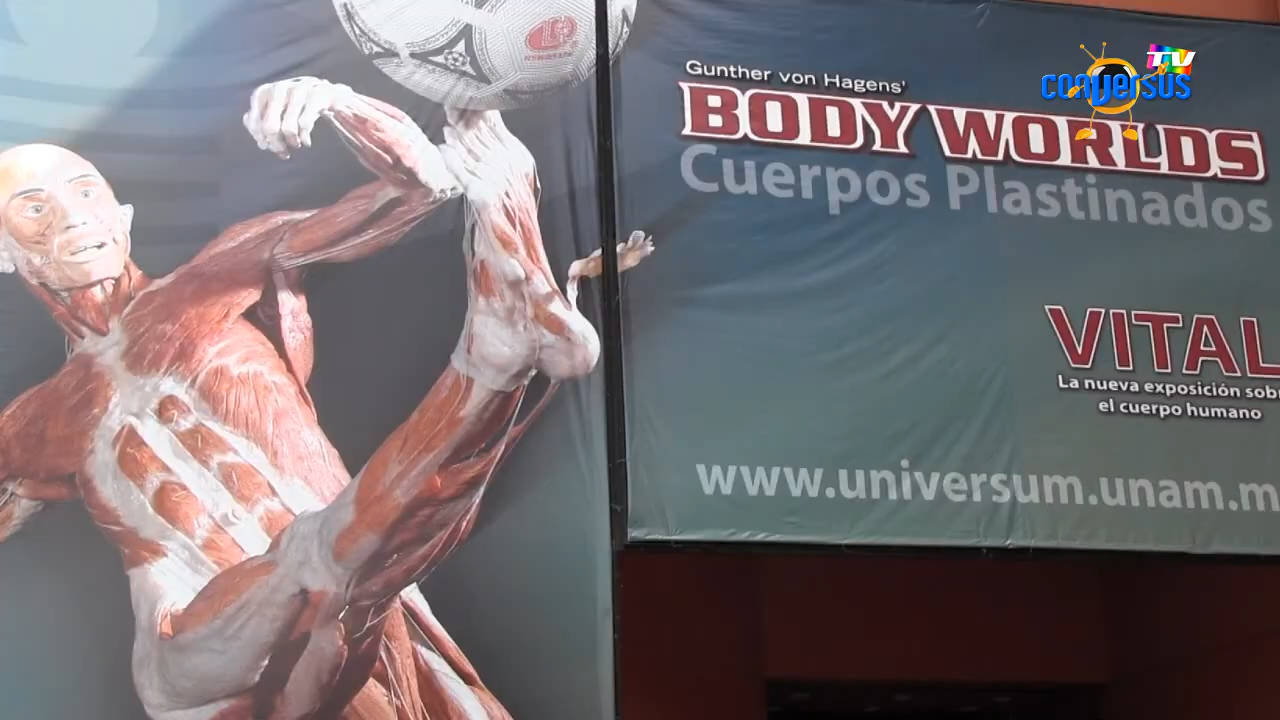 TV
conversus
Gunther von Hagens'
BODY WORLDS
Cuerpos Plastinados
VITAL
La nueva exposición sob
el cuerpo humano
www.universum.unam.m